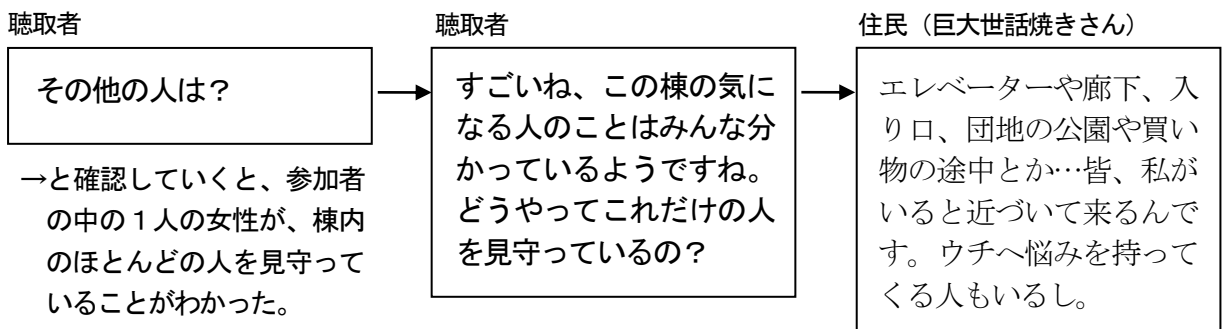 聴取者
その他の人は?
→と確認していくと、参加者
の中の1人の女性が、棟内
のほとんどの人を見守って
いることがわかった。
聴取者
すごいね、この棟の気に
なる人のことはみんな分
かっているようですね。
どうやってこれだけの人
を見守っているの?
住民(巨大世話焼きさん)
エレベーターや廊下、入
り口、団地の公園や買い
物の途中とか…皆、私が
いると近づいて来るんで
す。ウチへ悩みを持って
くる人もいるし。